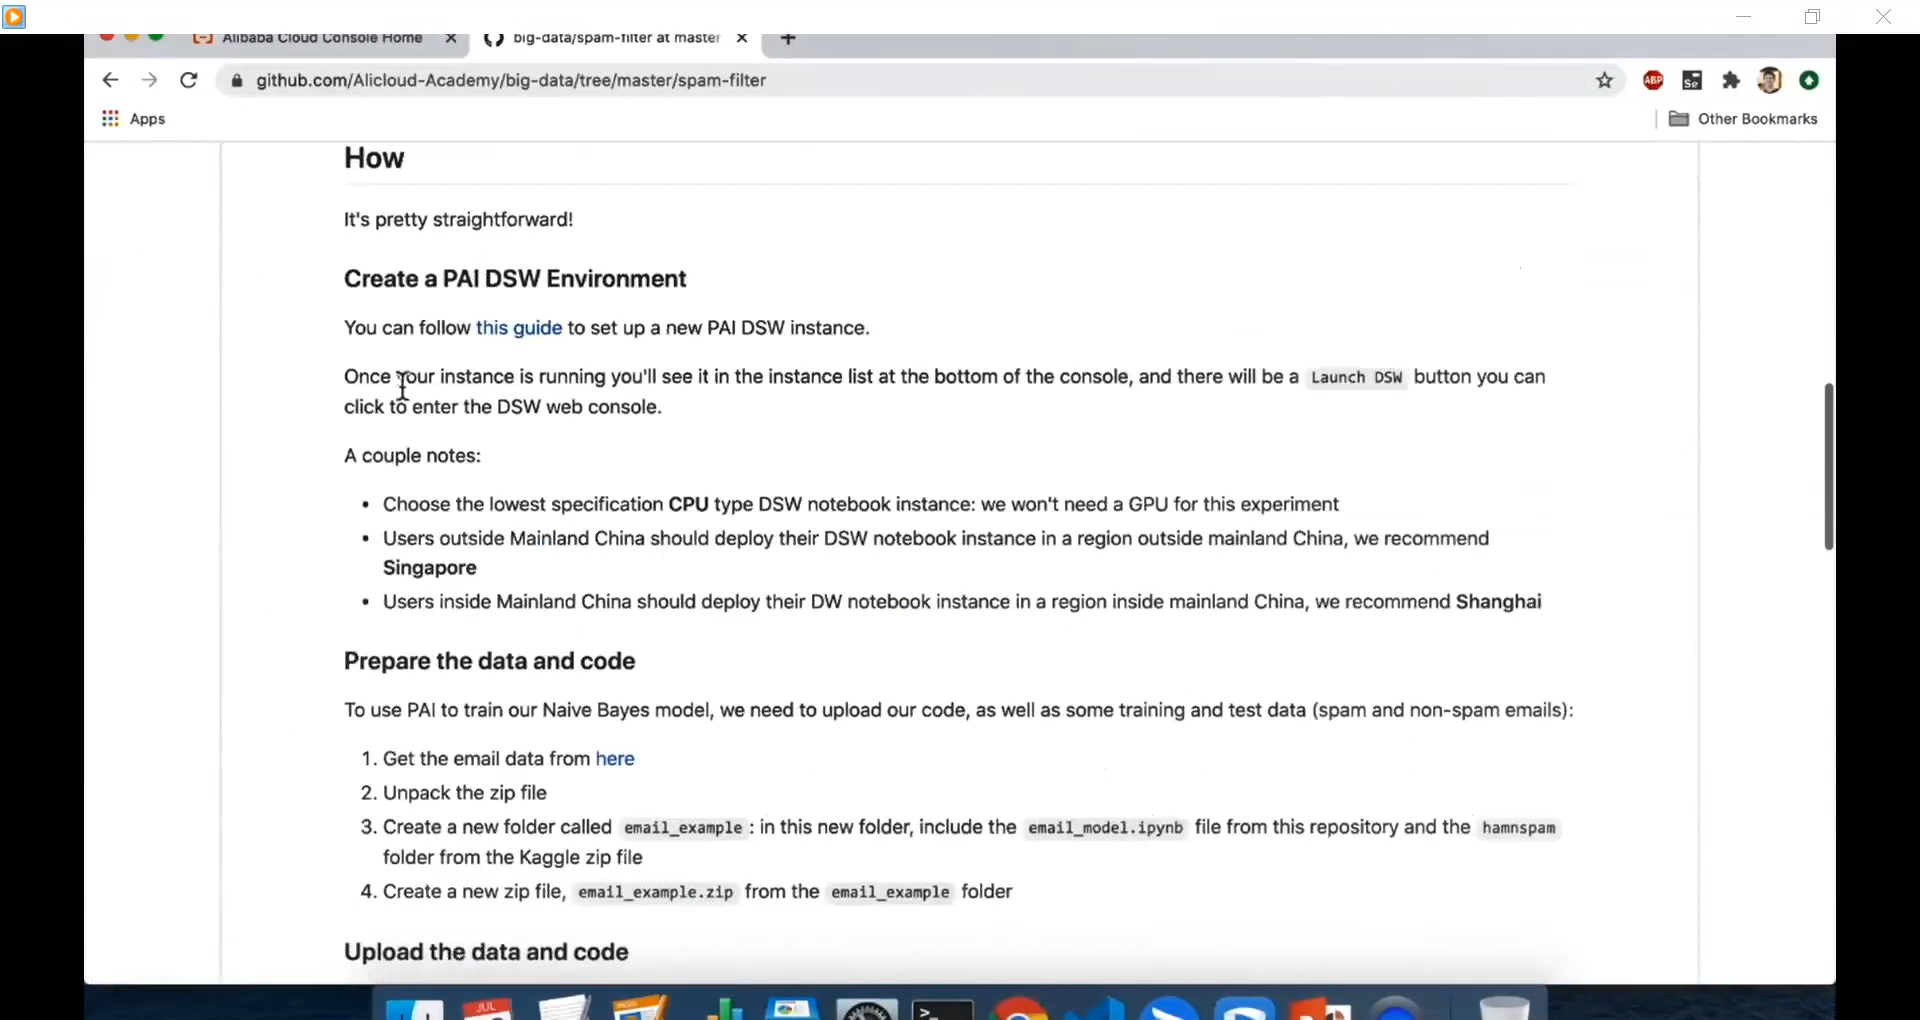 Alibaba Cloud Console Home
big-data/spam-filter at master
github.com/Alicloud-Academy/big-data/tree/master/spam-filter
ABP
Se
Apps
Other Bookmarks
How
It's pretty straightforward!
Create a PAI DSW Environment
You can follow this guide to set up a new PAI DSW instance.
Once your instance is running you'll see it in the instance list at the bottom of the console, and there will be a Launch DSW button you can
click to enter the DSW web console.
A couple notes:
• Choose the lowest specification CPU type DSW notebook instance: we won't need a GPU for this experiment
• Users outside Mainland China should deploy their DSW notebook instance in a region outside mainland China, we recommend
Singapore
• Users inside Mainland China should deploy their DW notebook instance in a region inside mainland China, we recommend Shanghai
Prepare the data and code
To use PAI to train our Naive Bayes model, we need to upload our code, as well as some training and test data (spam and non-spam emails):
1. Get the email data from here
2. Unpack the zip file
3. Create a new folder called email_example : in this new folder, include the email_model.ipynb file from this repository and the hamnspam
folder from the Kaggle zip file
4. Create a new zip file, email_example.zip from the email_example folder
Upload the data and code
JUL